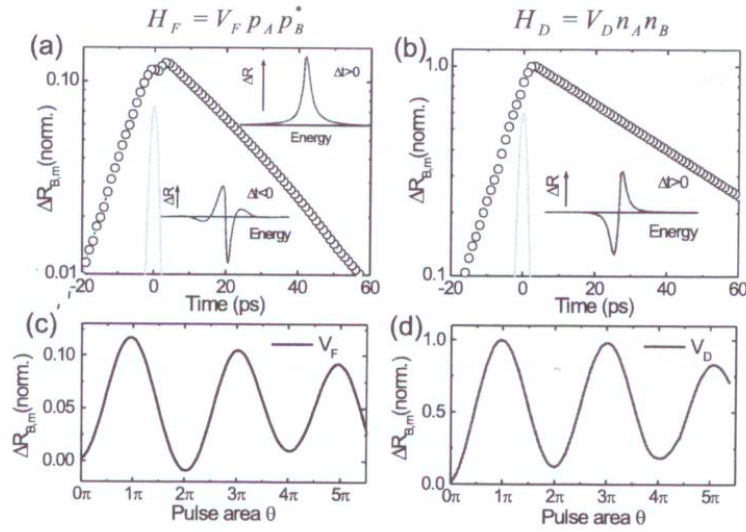 H_F = V_F p_A p_B^*
H_D = V_D n_A n_B
(a)
ΔR_B,m(norm.)
0.10
0.01
ΔR
Δt>0
Energy
ΔR
Δt<0
Energy
-20 0 20 40 60
Time (ps)
(b)
ΔR_B,m(norm.)
1.0
0.1
ΔR
Δt>0
Energy
-20 0 20 40 60
Time (ps)
(c)
ΔR_B,m(norm.)
0.10
0.05
0.00
V_F
0π 1π 2π 3π 4π 5π
Pulse area θ
(d)
ΔR_B,m(norm.)
1.0
0.5
0.0
V_D
0π 1π 2π 3π 4π 5π
Pulse area θ